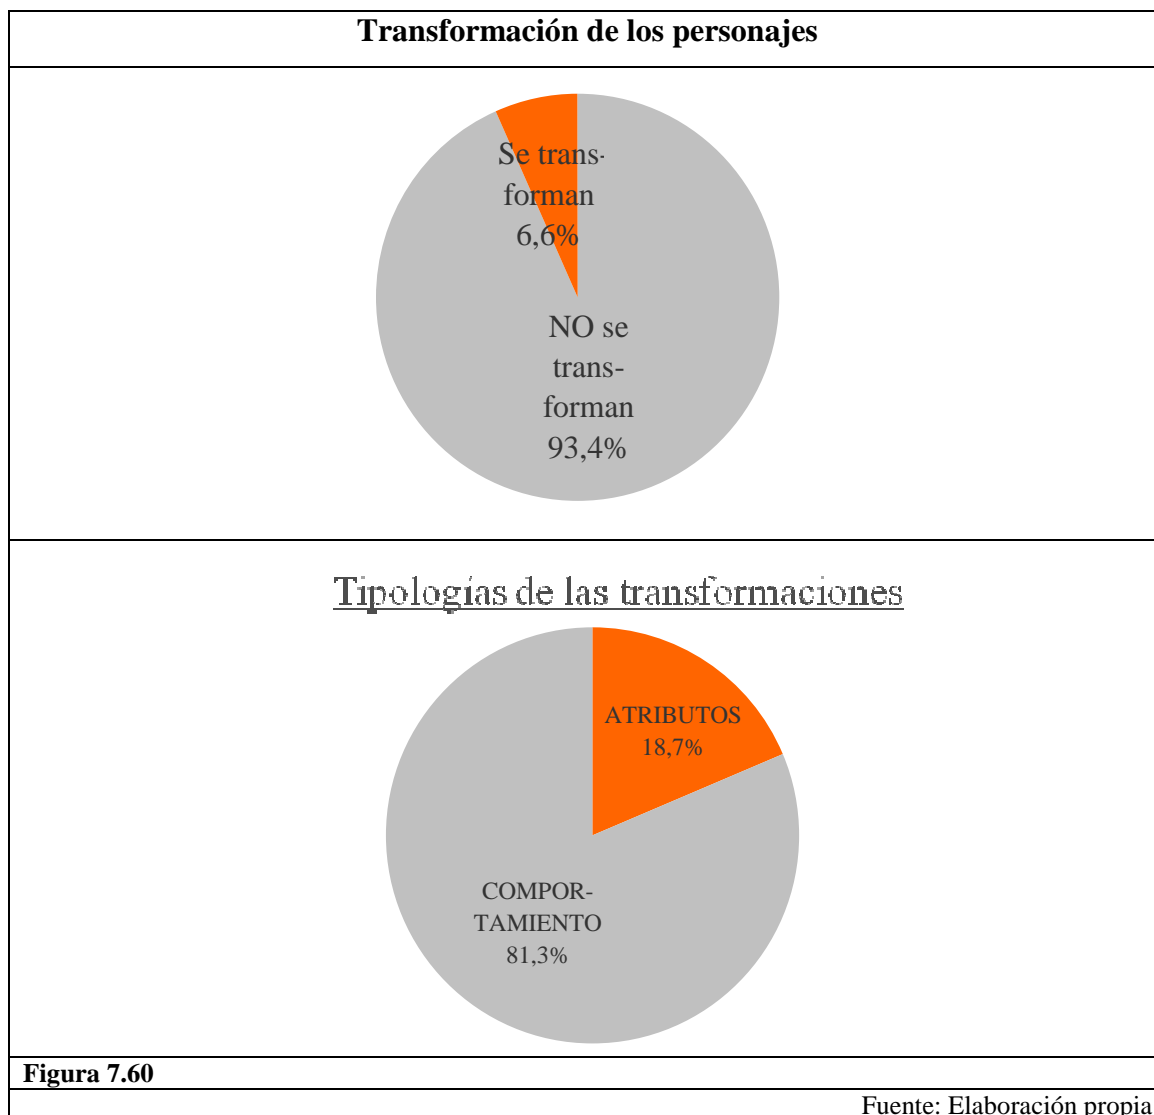 Transformación de los personajes
Se trans-
forman
6,6%
NO se
trans-
forman
93,4%
Tipologías de las transformaciones
ATRIBUTOS
18,7%
COMPOR-
TAMIENTO
81,3%
Figura 7.60
Fuente: Elaboración propia